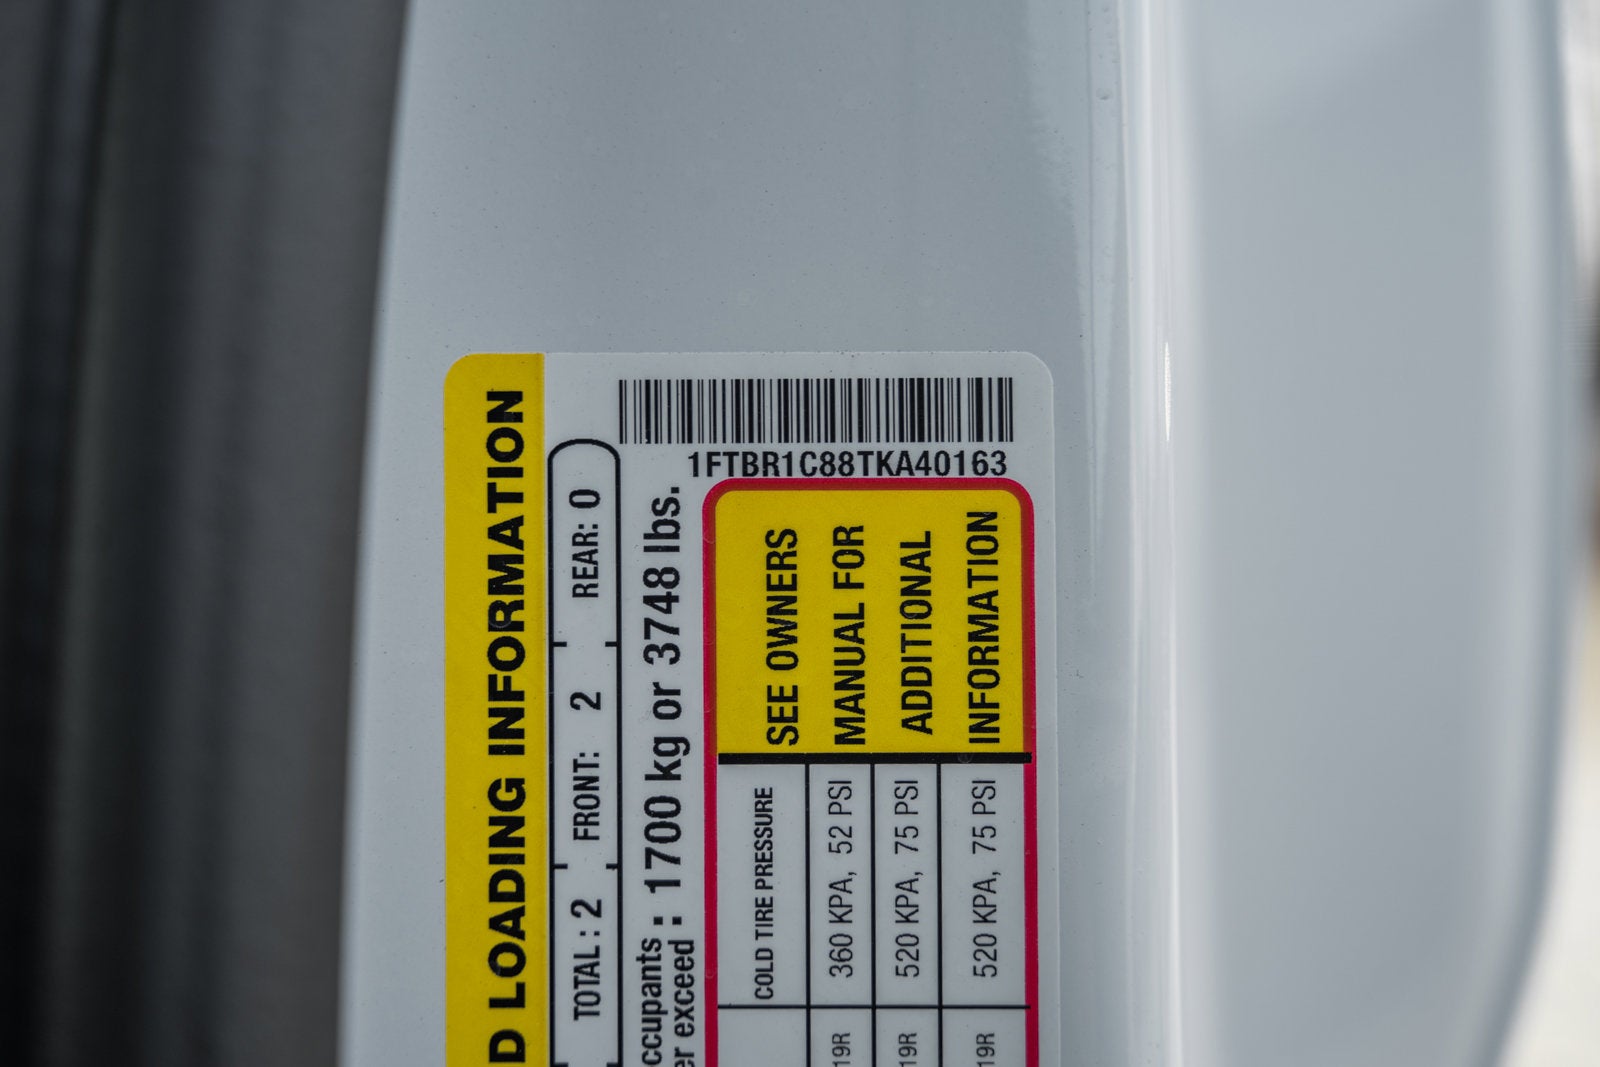 1FTBR1C88TKA40163
D LOADING INFORMATION
TOTAL : 2 FRONT: 2 REAR: 0
ccupants
er exceed : 1700 kg or 3748 lbs.
COLD TIRE PRESSURE
19R 360 KPA, 52 PSI
19R 520 KPA, 75 PSI
19R 520 KPA, 75 PSI
SEE OWNERS
MANUAL FOR
ADDITIONAL
INFORMATION